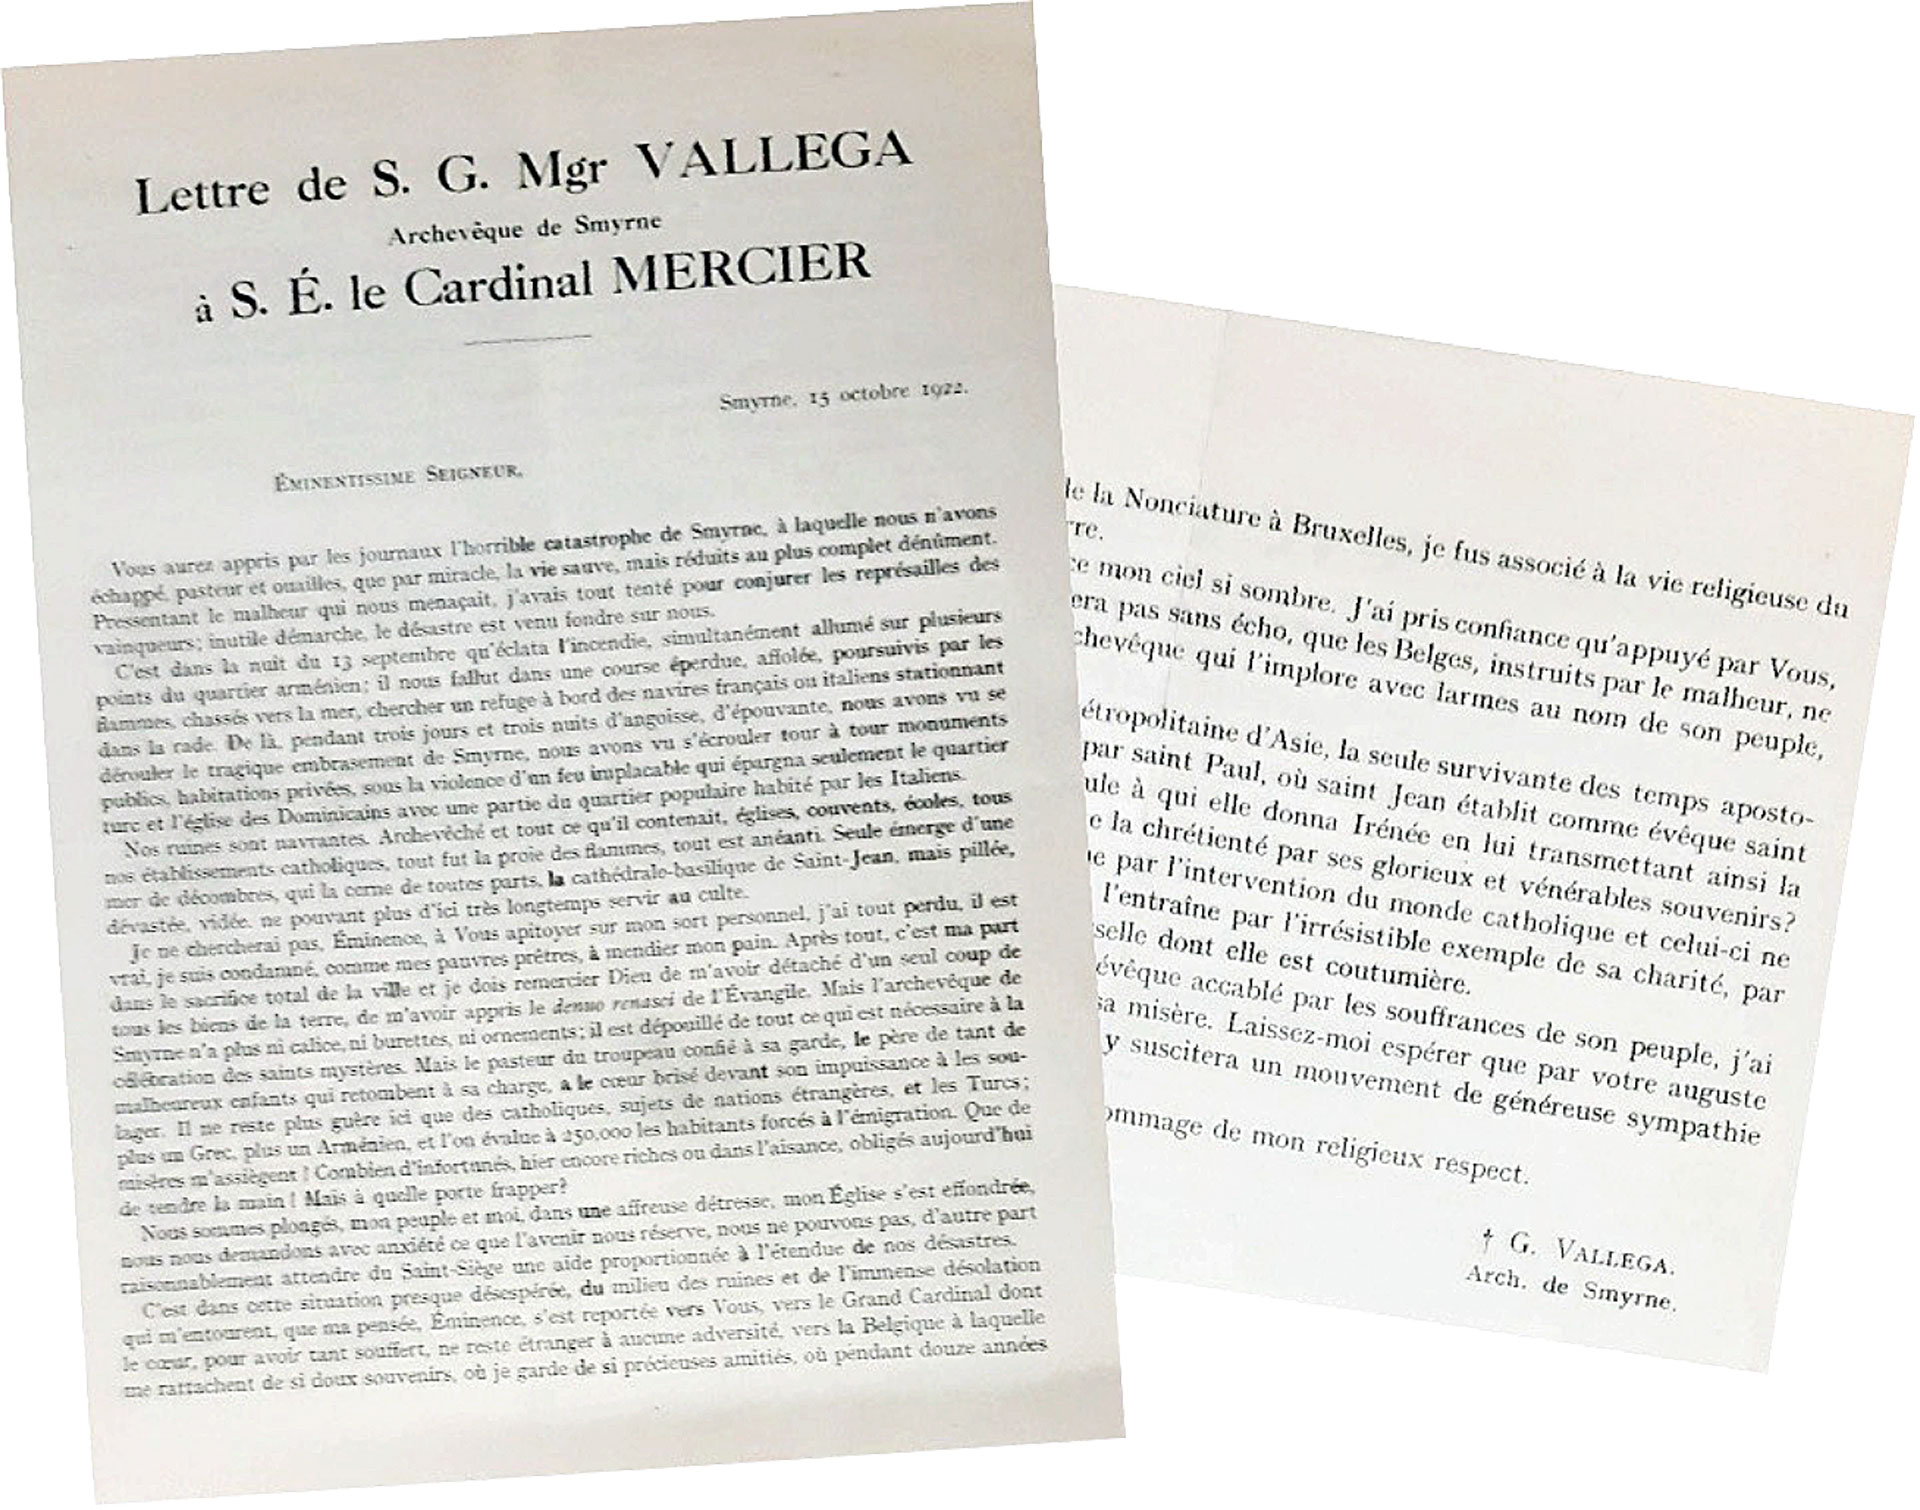 Lettre de S. G. Mgr VALLEGA
Archevêque de Smyrne
à S. É. le Cardinal MERCIER
Smyrne, 15 octobre 1922.
ÉMINENTISSIME SEIGNEUR,
Vous aurez appris par les journaux l'horrible catastrophe de Smyrne, à laquelle nous n'avons
échappé, pasteur et ouailles, que par miracle, la vie sauve, mais réduits au plus complet dénûment.
Pressentant le malheur qui nous menaçait, j'avais tout tenté pour conjurer les représailles des
vainqueurs; inutile démarche, le désastre est venu fondre sur nous.
C'est dans la nuit du 13 septembre qu'éclata l'incendie, simultanément allumé sur plusieurs
points du quartier arménien; il nous fallut dans une course éperdue, affolée, poursuivis par les
flammes, chassés vers la mer, chercher un refuge à bord des navires français ou italiens stationnant
dans la rade. De là, pendant trois jours et trois nuits d'angoisse, d'épouvante, nous avons vu se
dérouler le tragique embrasement de Smyrne, nous avons vu s'écrouler tour à tour monuments
publics, habitations privées, sous la violence d'un feu implacable qui épargna seulement le quartier
turc et l'église des Dominicains avec une partie du quartier populaire habité par les Italiens.
Nos ruines sont navrantes. Archevêché et tout ce qu'il contenait, églises, couvents, écoles, tous
nos établissements catholiques, tout fut la proie des flammes, tout est anéanti. Seule émerge d'une
mer de décombres, qui la cerne de toutes parts, la cathédrale-basilique de Saint-Jean, mais pillée,
dévastée, vidée, ne pouvant plus d'ici très longtemps servir au culte.
Je ne chercherai pas, Éminence, à Vous apitoyer sur mon sort personnel, j'ai tout perdu, il est
vrai, je suis condamné, comme mes pauvres prêtres, à mendier mon pain. Après tout, c'est ma part
dans le sacrifice total de la ville et je dois remercier Dieu de m'avoir détaché d'un seul coup de
tous les biens de la terre, de m'avoir appris le denuo renasci de l'Évangile. Mais l'archevêque de
Smyrne n'a plus ni calice, ni burettes, ni ornements; il est dépouillé de tout ce qui est nécessaire à la
célébration des saints mystères. Mais le pasteur du troupeau confié à sa garde, le père de tant de
malheureux enfants qui retombent à sa charge, a le cœur brisé devant son impuissance à les sou-
lager. Il ne reste plus guère ici que des catholiques, sujets de nations étrangères, et les Turcs;
plus un Grec, plus un Arménien, et l'on évalue à 250.000 les habitants forcés à l'émigration. Que de
misères m'assiègent! Combien d'infortunés, hier encore riches ou dans l'aisance, obligés aujourd'hui
de tendre la main! Mais à quelle porte frapper?
Nous sommes plongés, mon peuple et moi, dans une affreuse détresse, mon Église s'est effondrée,
nous nous demandons avec anxiété ce que l'avenir nous réserve, nous ne pouvons pas, d'autre part
raisonnablement attendre du Saint-Siège une aide proportionnée à l'étendue de nos désastres.
C'est dans cette situation presque désespérée, du milieu des ruines et de l'immense désolation
qui m'entourent, que ma pensée, Éminence, s'est reportée vers Vous, vers le Grand Cardinal dont
le cœur, pour avoir tant souffert, ne reste étranger à aucune adversité, vers la Belgique à laquelle
me rattachent de si doux souvenirs, où je garde de si précieuses amitiés, où pendant douze années
de la Nonciature à Bruxelles, je fus associé à la vie religieuse du
rre.
ce mon ciel si sombre. J'ai pris confiance qu'appuyé par Vous,
era pas sans écho, que les Belges, instruits par le malheur, ne
chevêque qui l'implore avec larmes au nom de son peuple,
étropolitaine d'Asie, la seule survivante des temps aposto-
par saint Paul, où saint Jean établit comme évêque saint
ule à qui elle donna Irénée en lui transmettant ainsi la
e la chrétienté par ses glorieux et vénérables souvenirs?
e par l'intervention du monde catholique et celui-ci ne
l'entraîne par l'irrésistible exemple de sa charité, par
selle dont elle est coutumière.
évêque accablé par les souffrances de son peuple, j'ai
sa misère. Laissez-moi espérer que par votre auguste
y suscitera un mouvement de généreuse sympathie
ommage de mon religieux respect.
† G. VALLEGA.
Arch. de Smyrne.